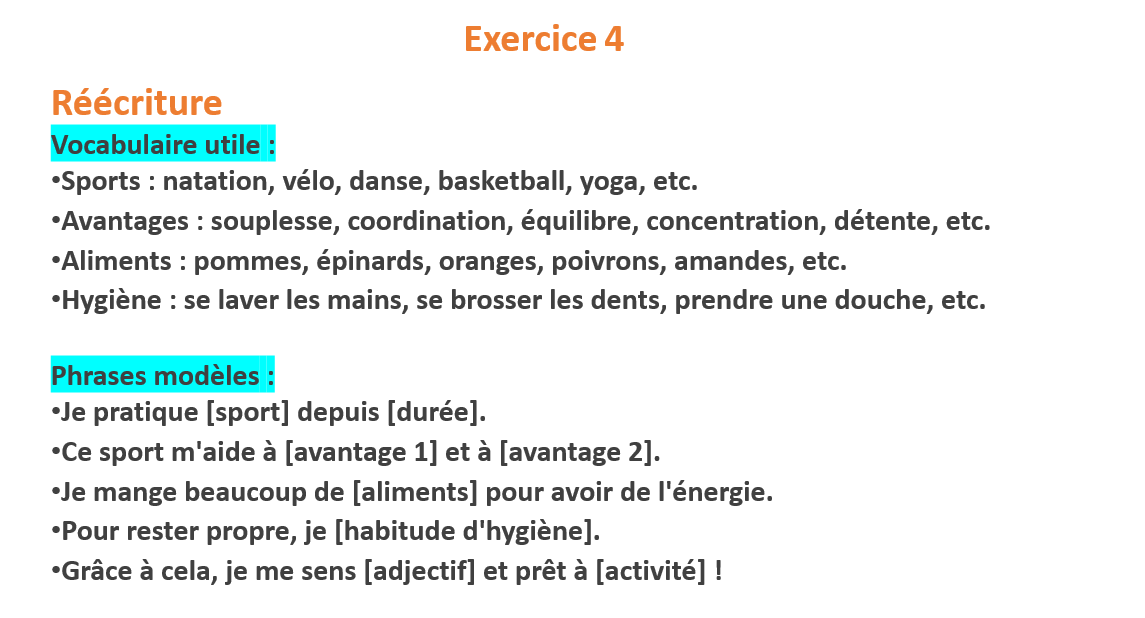 Exercice 4
Réécriture
Vocabulaire utile :
•Sports : natation, vélo, danse, basketball, yoga, etc.
•Avantages : souplesse, coordination, équilibre, concentration, détente, etc.
•Aliments : pommes, épinards, oranges, poivrons, amandes, etc.
•Hygiène : se laver les mains, se brosser les dents, prendre une douche, etc.
Phrases modèles :
•Je pratique [sport] depuis [durée].
•Ce sport m'aide à [avantage 1] et à [avantage 2].
•Je mange beaucoup de [aliments] pour avoir de l'énergie.
•Pour rester propre, je [habitude d'hygiène].
•Grâce à cela, je me sens [adjectif] et prêt à [activité] !